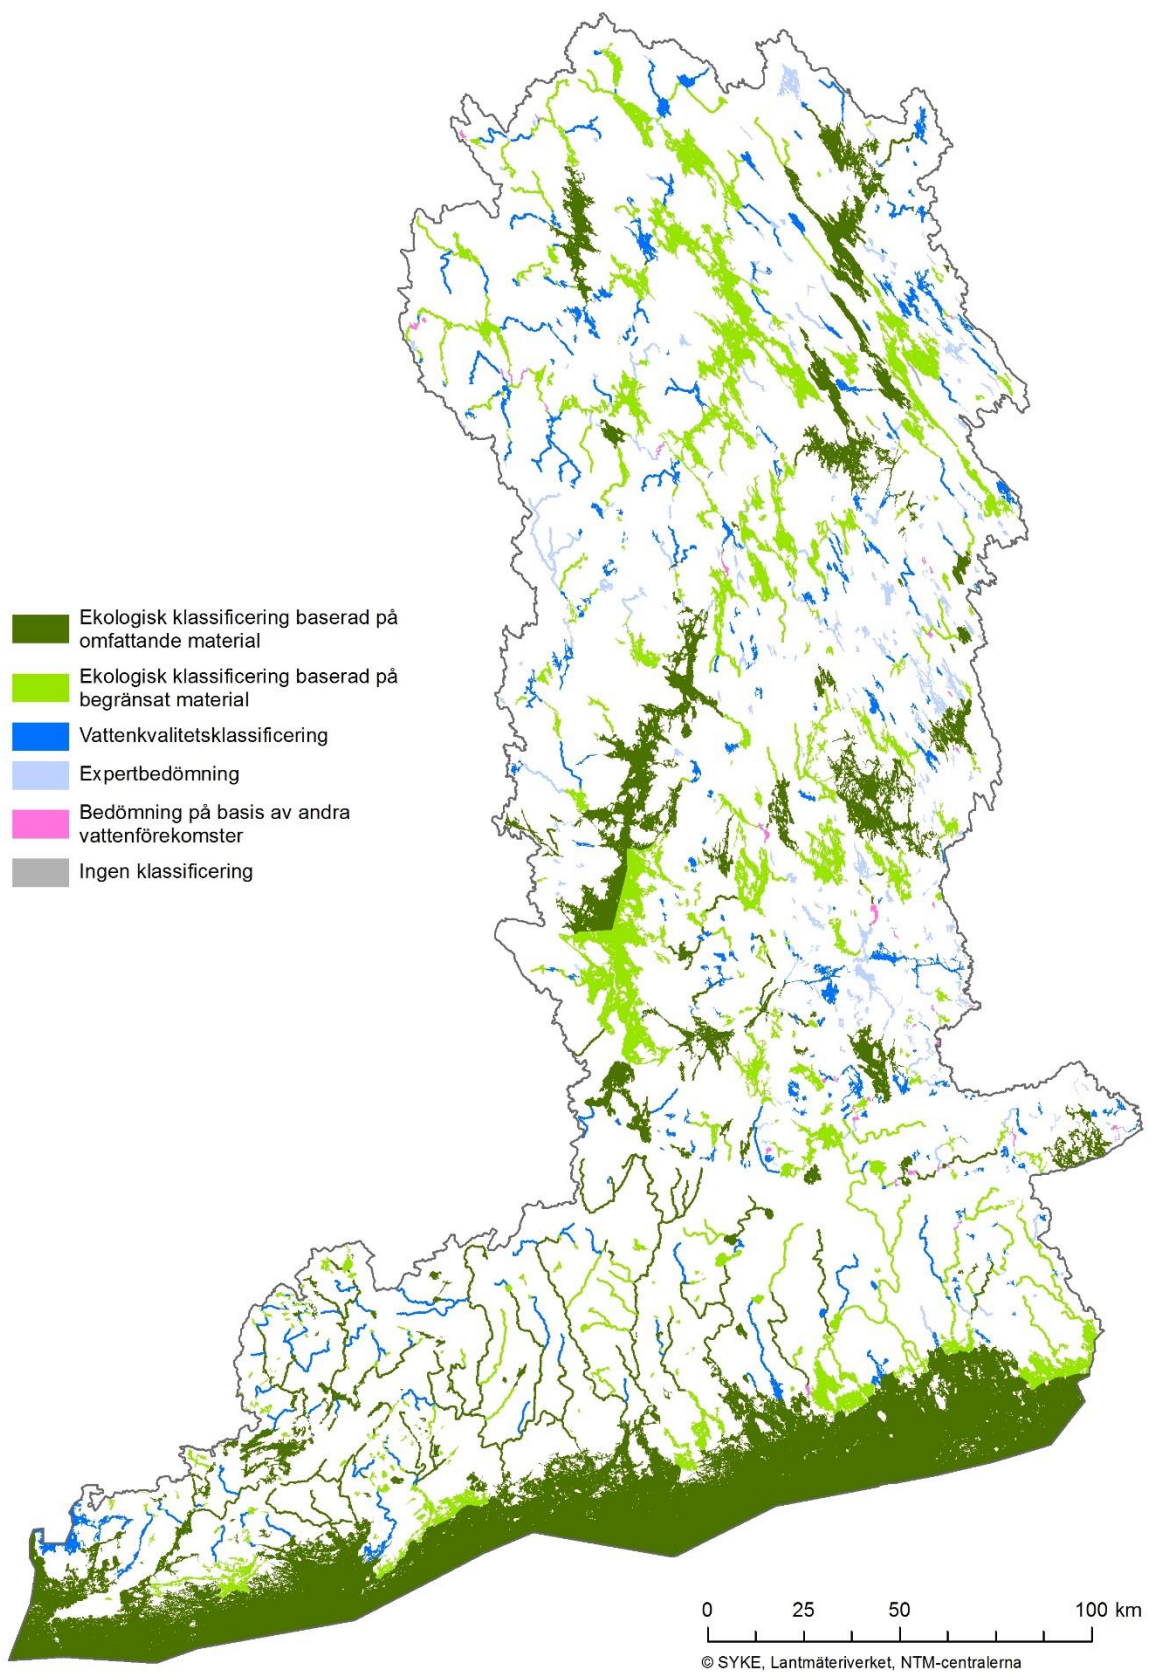 Ekologisk klassificering baserad på
omfattande material
Ekologisk klassificering baserad på
begränsat material
Vattenkvalitetsklassificering
Expertbedömning
Bedömning på basis av andra
vattenförekomster
Ingen klassificering
0 25 50 100 km
© SYKE, Lantmäteriverket, NTM-centralerna